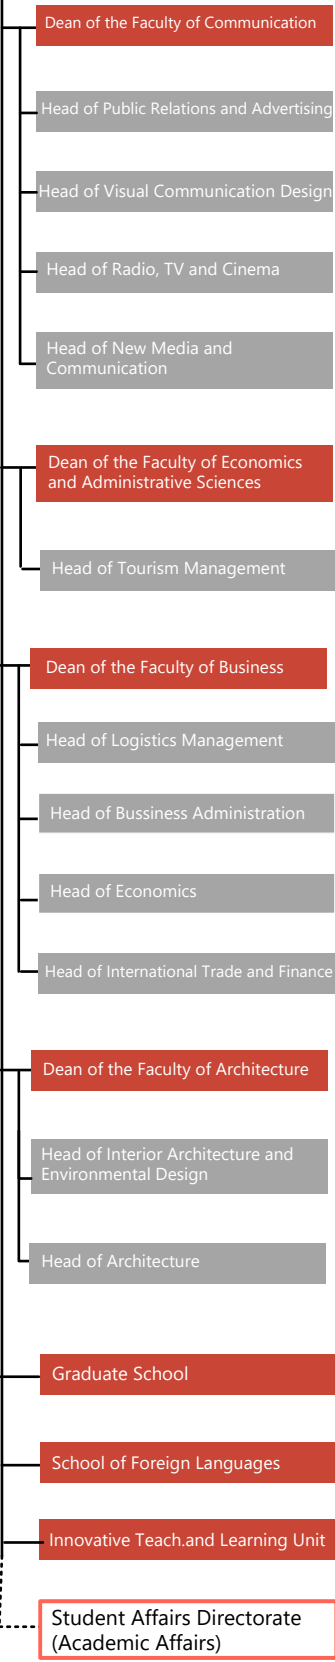 Dean of the Faculty of Communication
Head of Public Relations and Advertising
Head of Visual Communication Design
Head of Radio, TV and Cinema
Head of New Media and
Communication
Dean of the Faculty of Economics
and Administrative Sciences
Head of Tourism Management
Dean of the Faculty of Business
Head of Logistics Management
Head of Bussiness Administration
Head of Economics
Head of International Trade and Finance
Dean of the Faculty of Architecture
Head of Interior Architecture and
Environmental Design
Head of Architecture
Graduate School
School of Foreign Languages
Innovative Teach.and Learning Unit
Student Affairs Directorate
(Academic Affairs)